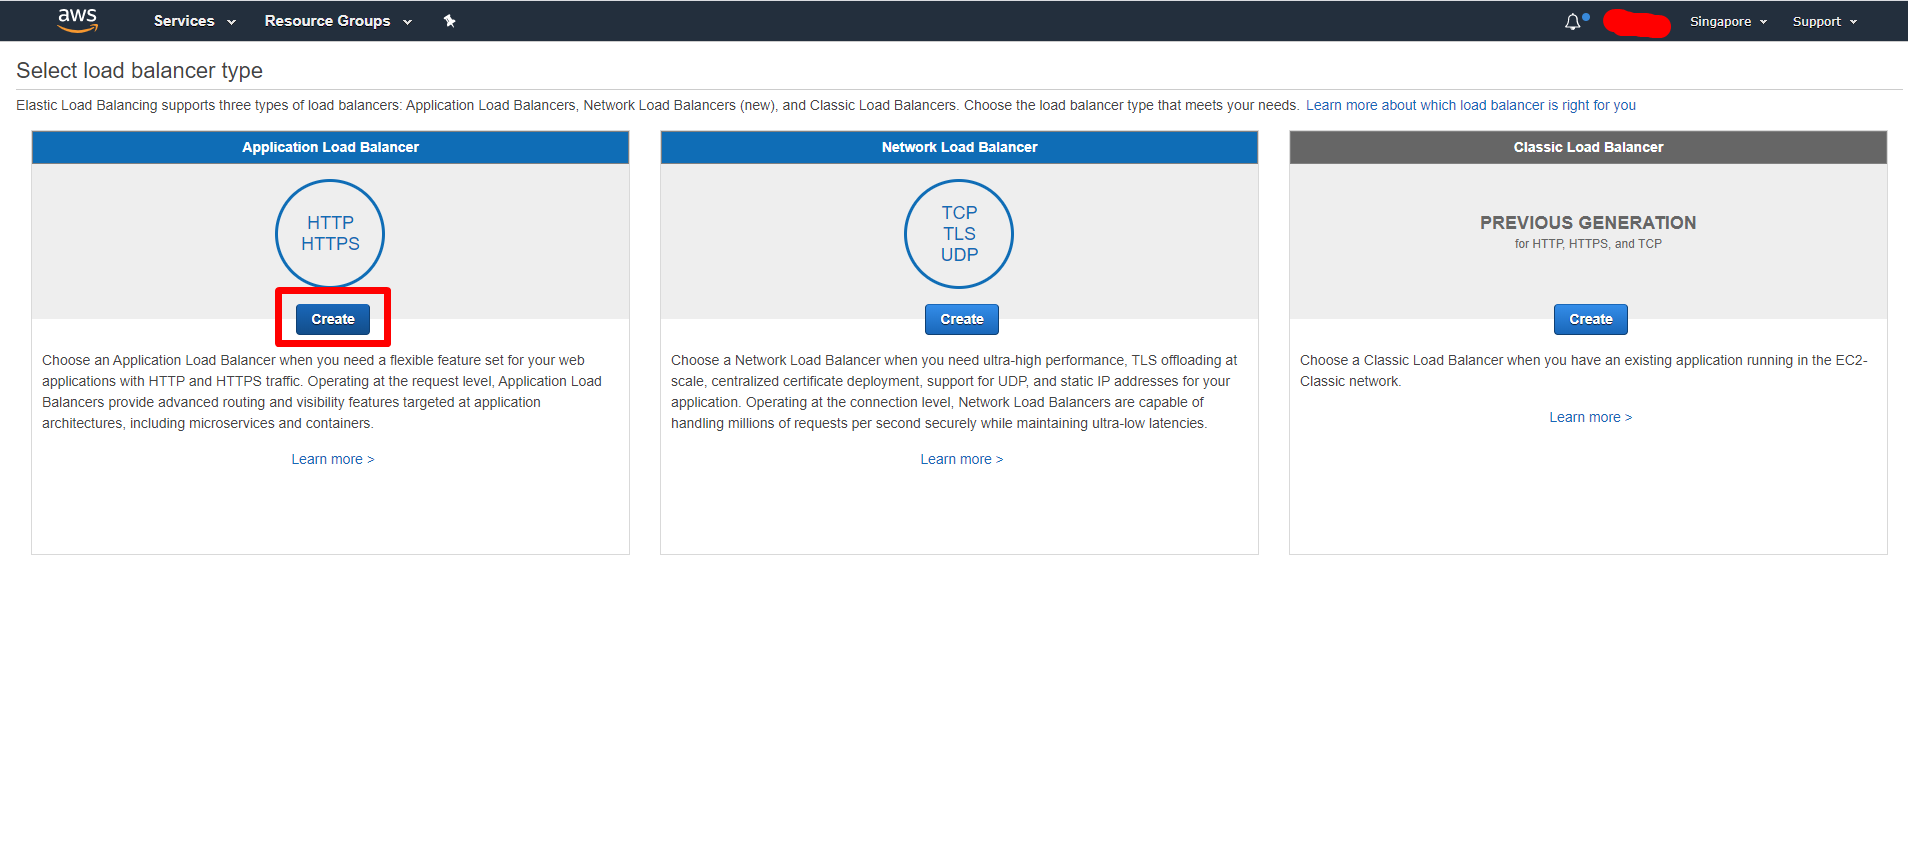 aws Services Resource Groups Singapore Support
Select load balancer type
Elastic Load Balancing supports three types of load balancers: Application Load Balancers, Network Load Balancers (new), and Classic Load Balancers. Choose the load balancer type that meets your needs. Learn more about which load balancer is right for you
Application Load Balancer
HTTP
HTTPS
Create
Choose an Application Load Balancer when you need a flexible feature set for your web
applications with HTTP and HTTPS traffic. Operating at the request level, Application Load
Balancers provide advanced routing and visibility features targeted at application
architectures, including microservices and containers.
Learn more >
Network Load Balancer
TCP
TLS
UDP
Create
Choose a Network Load Balancer when you need ultra-high performance, TLS offloading at
scale, centralized certificate deployment, support for UDP, and static IP addresses for your
application. Operating at the connection level, Network Load Balancers are capable of
handling millions of requests per second securely while maintaining ultra-low latencies.
Learn more >
Classic Load Balancer
PREVIOUS GENERATION
for HTTP, HTTPS, and TCP
Create
Choose a Classic Load Balancer when you have an existing application running in the EC2-
Classic network.
Learn more >